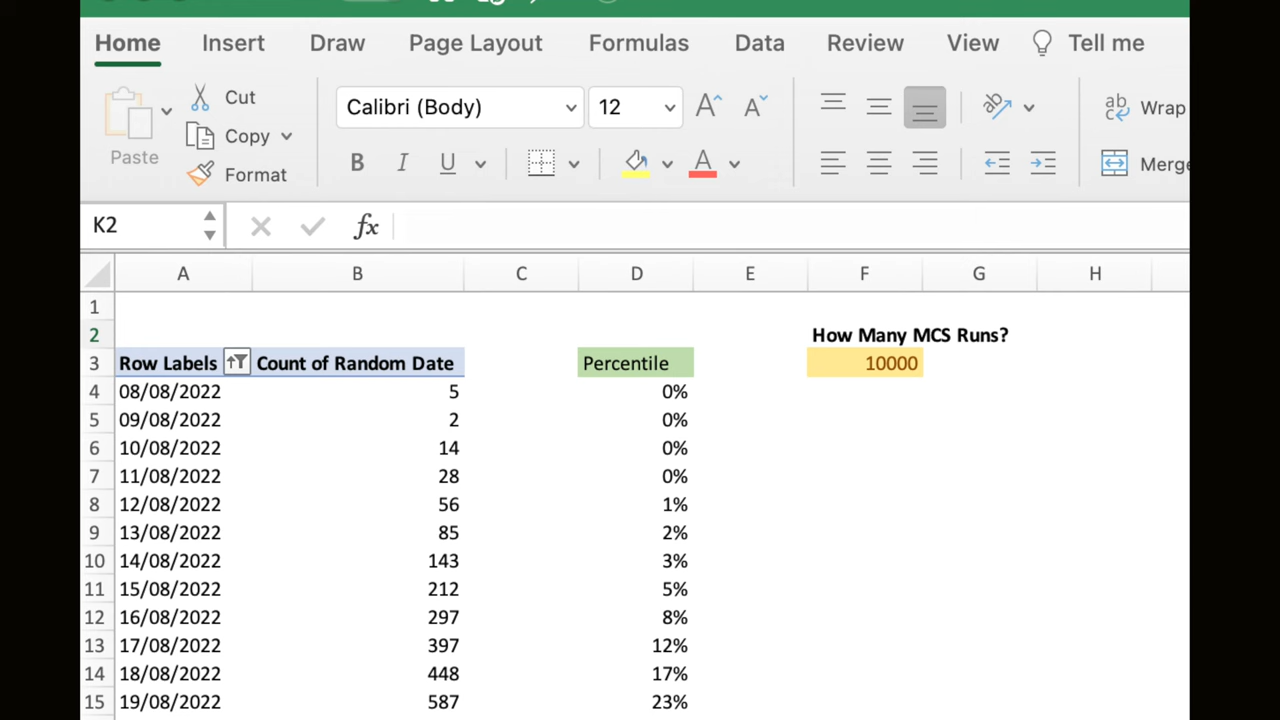 Home Insert Draw Page Layout Formulas Data Review View Tell me
Cut
Calibri (Body) 12
ab
c
Wrap
Copy
Paste
Format
B I U A
Merge
K2 fx
A B C D E F G H
1
2 How Many MCS Runs?
3 Row Labels Count of Random Date Percentile 10000
4 08/08/2022 5 0%
5 09/08/2022 2 0%
6 10/08/2022 14 0%
7 11/08/2022 28 0%
8 12/08/2022 56 1%
9 13/08/2022 85 2%
10 14/08/2022 143 3%
11 15/08/2022 212 5%
12 16/08/2022 297 8%
13 17/08/2022 397 12%
14 18/08/2022 448 17%
15 19/08/2022 587 23%